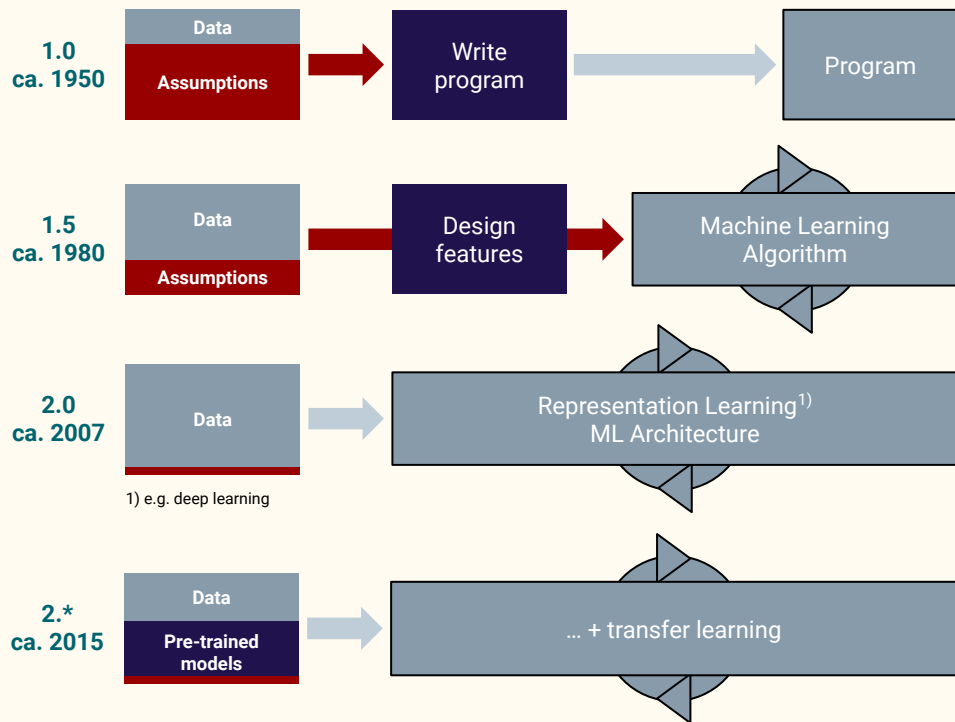 1.0
ca. 1950
Data
Assumptions
Write
program
Program
1.5
ca. 1980
Data
Assumptions
Design
features
Machine Learning
Algorithm
2.0
ca. 2007
Data
Representation Learning¹⁾
ML Architecture
1) e.g. deep learning
2.*
ca. 2015
Data
Pre-trained
models
… + transfer learning